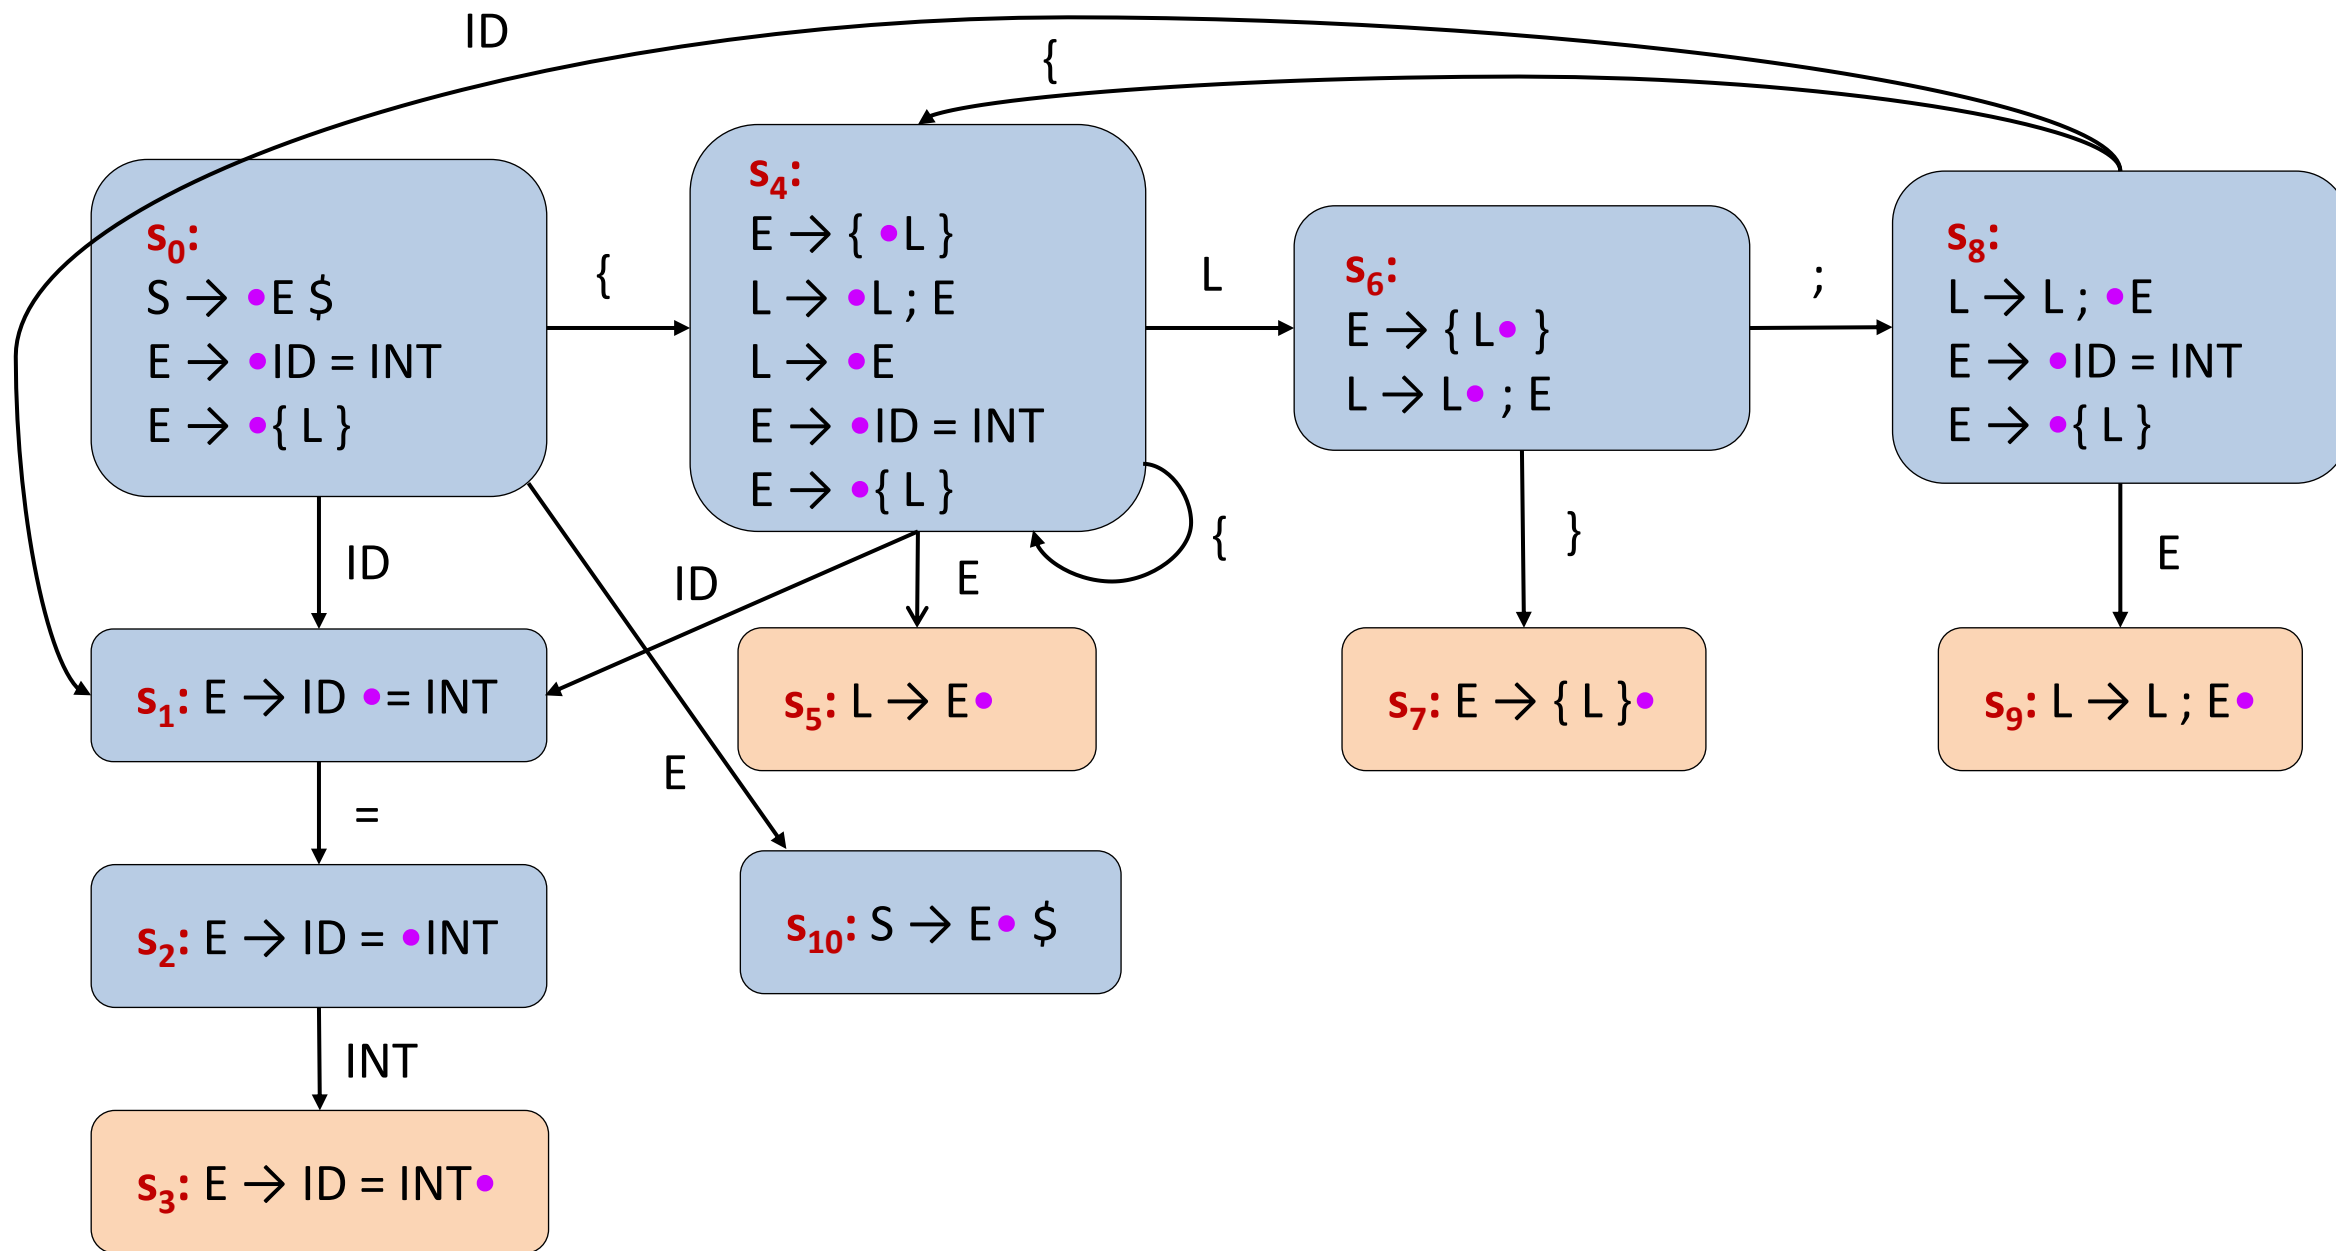 ID
{
s0:
S → •E $
E → •ID = INT
E → •{ L }
{
s4:
E → { •L }
L → •L ; E
L → •E
E → •ID = INT
E → •{ L }
L
s6:
E → { L• }
L → L• ; E
;
s8:
L → L ; •E
E → •ID = INT
E → •{ L }
ID
ID
E
{
}
E
s1: E → ID •= INT
s5: L → E•
s7: E → { L }•
s9: L → L ; E•
E
=
s2: E → ID = •INT
s10: S → E• $
INT
s3: E → ID = INT•